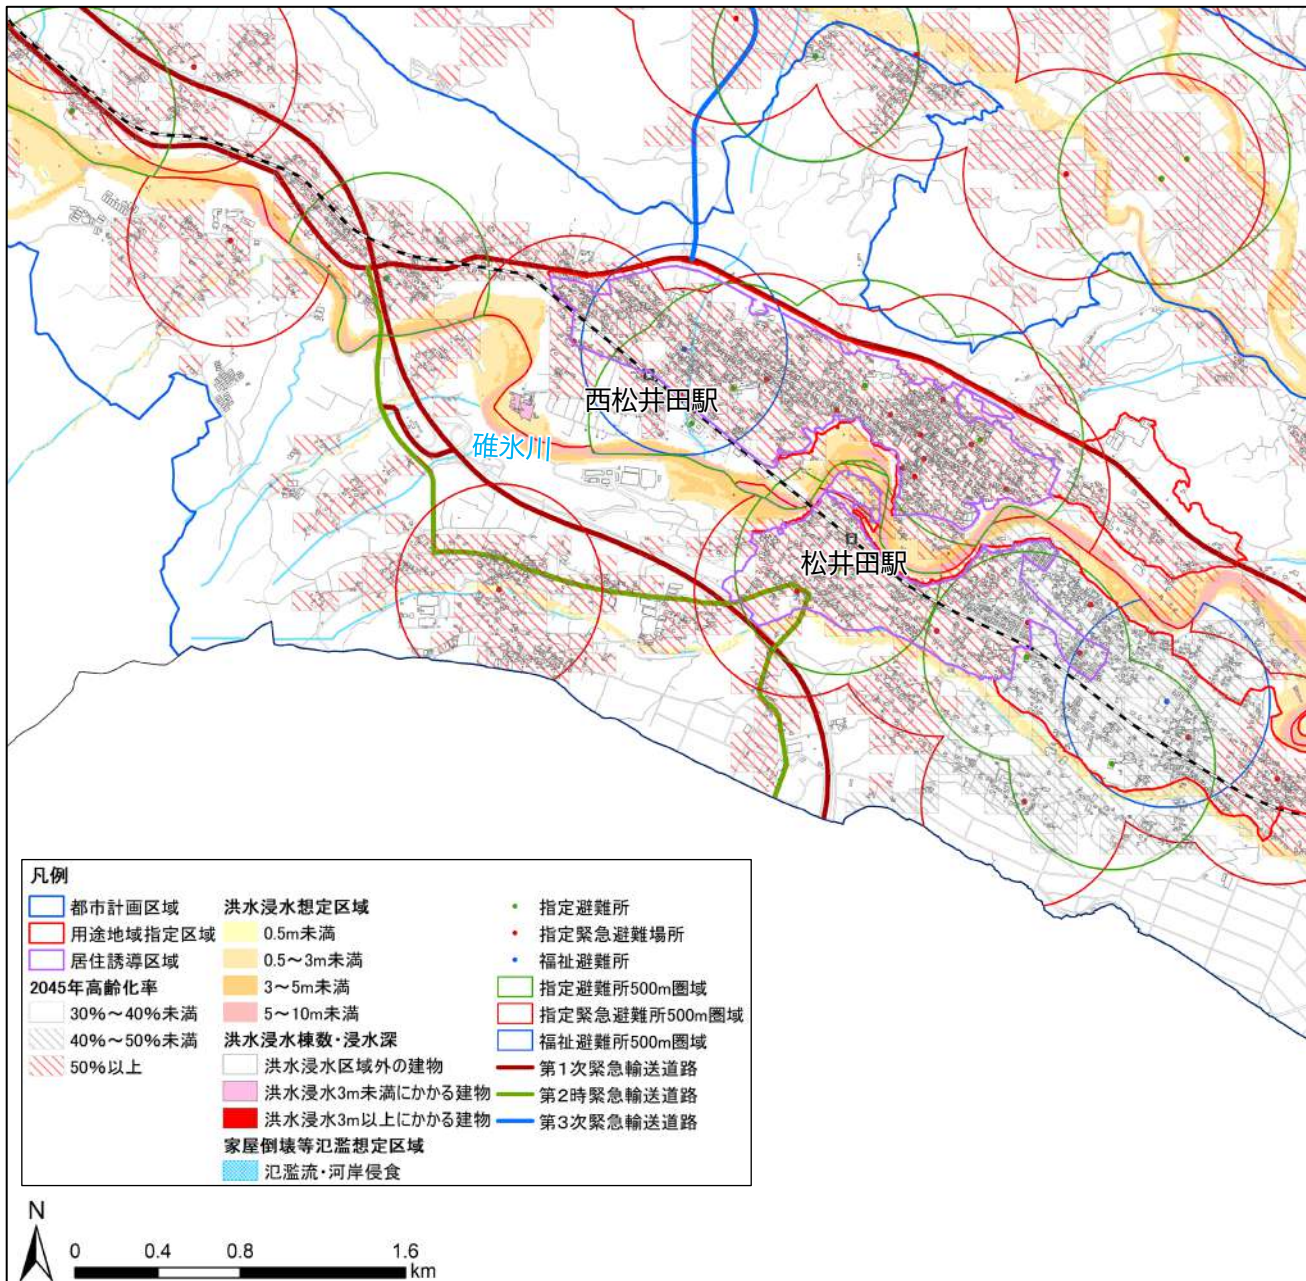 西松井田駅
碓氷川
松井田駅
凡例
都市計画区域
用途地域指定区域
居住誘導区域
2045年高齢化率
30%~40%未満
40%~50%未満
50%以上
洪水浸水想定区域
0.5m未満
0.5~3m未満
3~5m未満
5~10m未満
洪水浸水棟数・浸水深
洪水浸水区域外の建物
洪水浸水3m未満にかかる建物
洪水浸水3m以上にかかる建物
家屋倒壊等氾濫想定区域
氾濫流・河岸侵食
指定避難所
指定緊急避難場所
福祉避難所
指定避難所500m圏域
指定緊急避難所500m圏域
福祉避難所500m圏域
第1次緊急輸送道路
第2時緊急輸送道路
第3次緊急輸送道路
N
0 0.4 0.8 1.6
km